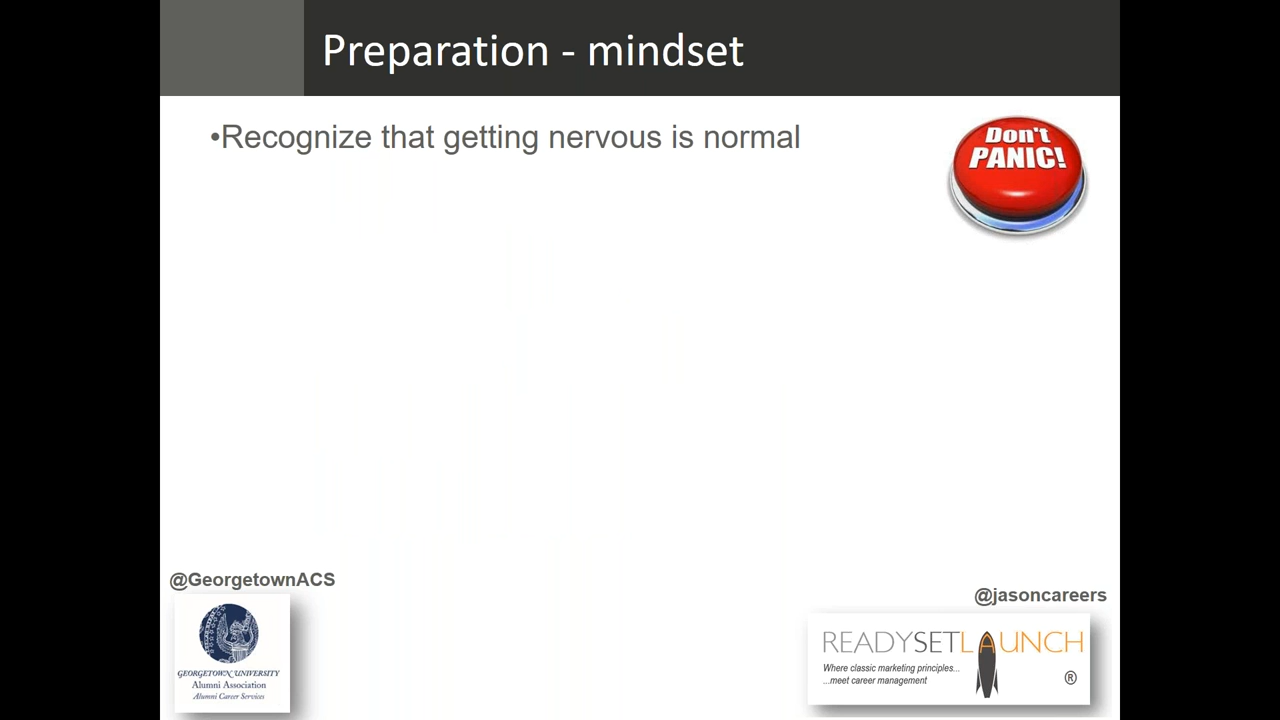 Preparation - mindset
•Recognize that getting nervous is normal
Don't
PANIC!
@GeorgetownACS
GEORGETOWN UNIVERSITY
Alumni Association
Alumni Career Services
@jasoncareers
READYSETLAUNCH
Where classic marketing principles...
...meet career management
®